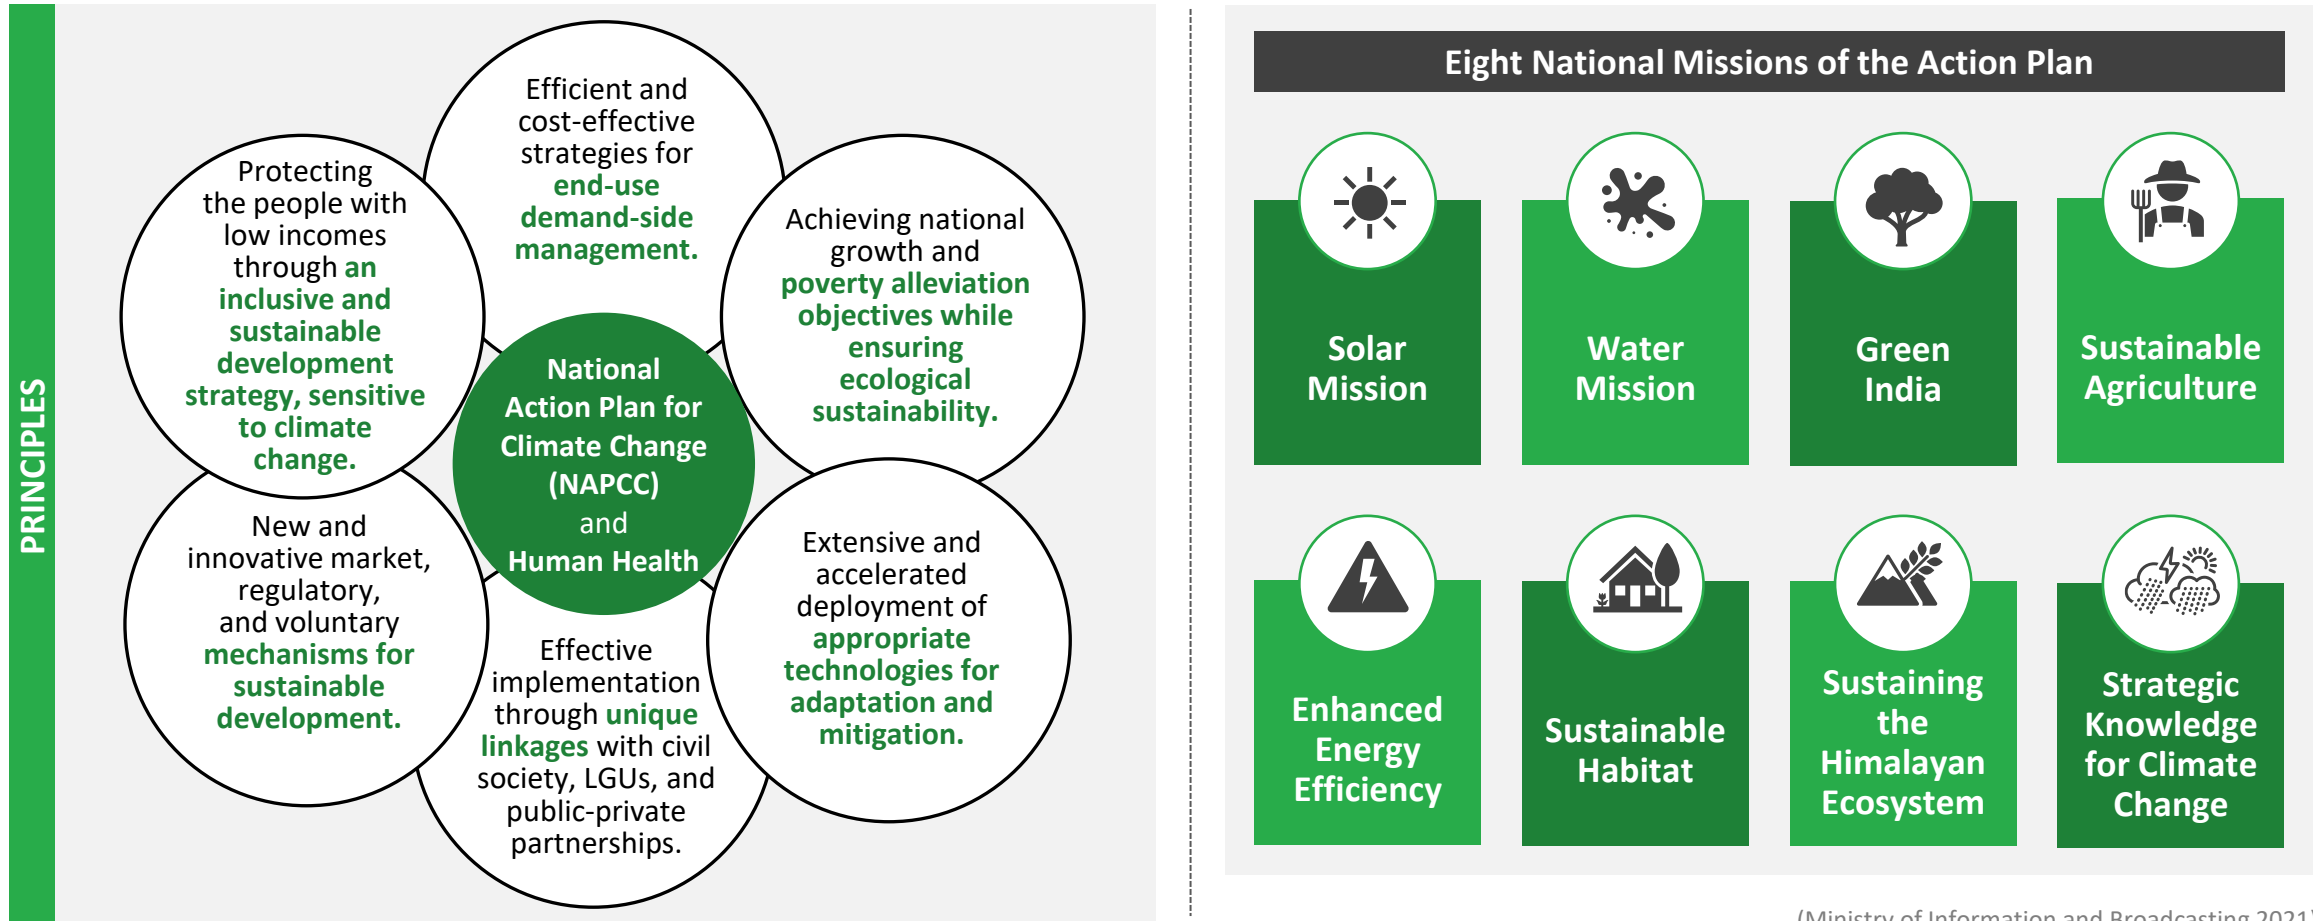 PRINCIPLES
Efficient and
cost-effective
strategies for
end-use
demand-side
management.
Protecting
the people with
low incomes
through an
inclusive and
sustainable
development
strategy, sensitive
to climate
change.
Achieving national
growth and
poverty alleviation
objectives while
ensuring
ecological
sustainability.
National
Action Plan for
Climate Change
(NAPCC)
and
Human Health
New and
innovative market,
regulatory,
and voluntary
mechanisms for
sustainable
development.
Effective
implementation
through unique
linkages with civil
society, LGUs, and
public-private
partnerships.
Extensive and
accelerated
deployment of
appropriate
technologies for
adaptation and
mitigation.
Eight National Missions of the Action Plan
Solar
Mission
Water
Mission
Green
India
Sustainable
Agriculture
Enhanced
Energy
Efficiency
Sustainable
Habitat
Sustaining
the
Himalayan
Ecosystem
Strategic
Knowledge
for Climate
Change
(Ministry of Information and Broadcasting 2021)